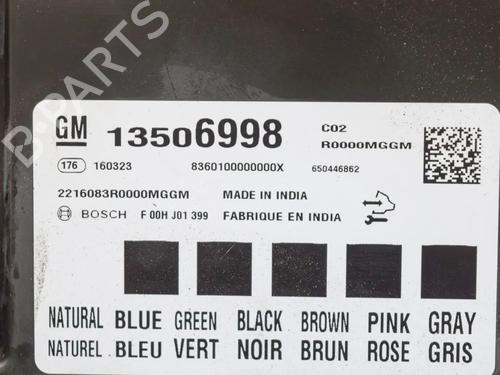 B-PARTS
GM 13506998 C02
R0000MGGM
176 160323 8360100000000X 650446862
2216083R0000MGGM MADE IN INDIA
BOSCH F 00H J01 399 FABRIQUE EN INDIA
NATURAL BLUE GREEN BLACK BROWN PINK GRAY
NATUREL BLEU VERT NOIR BRUN ROSE GRIS